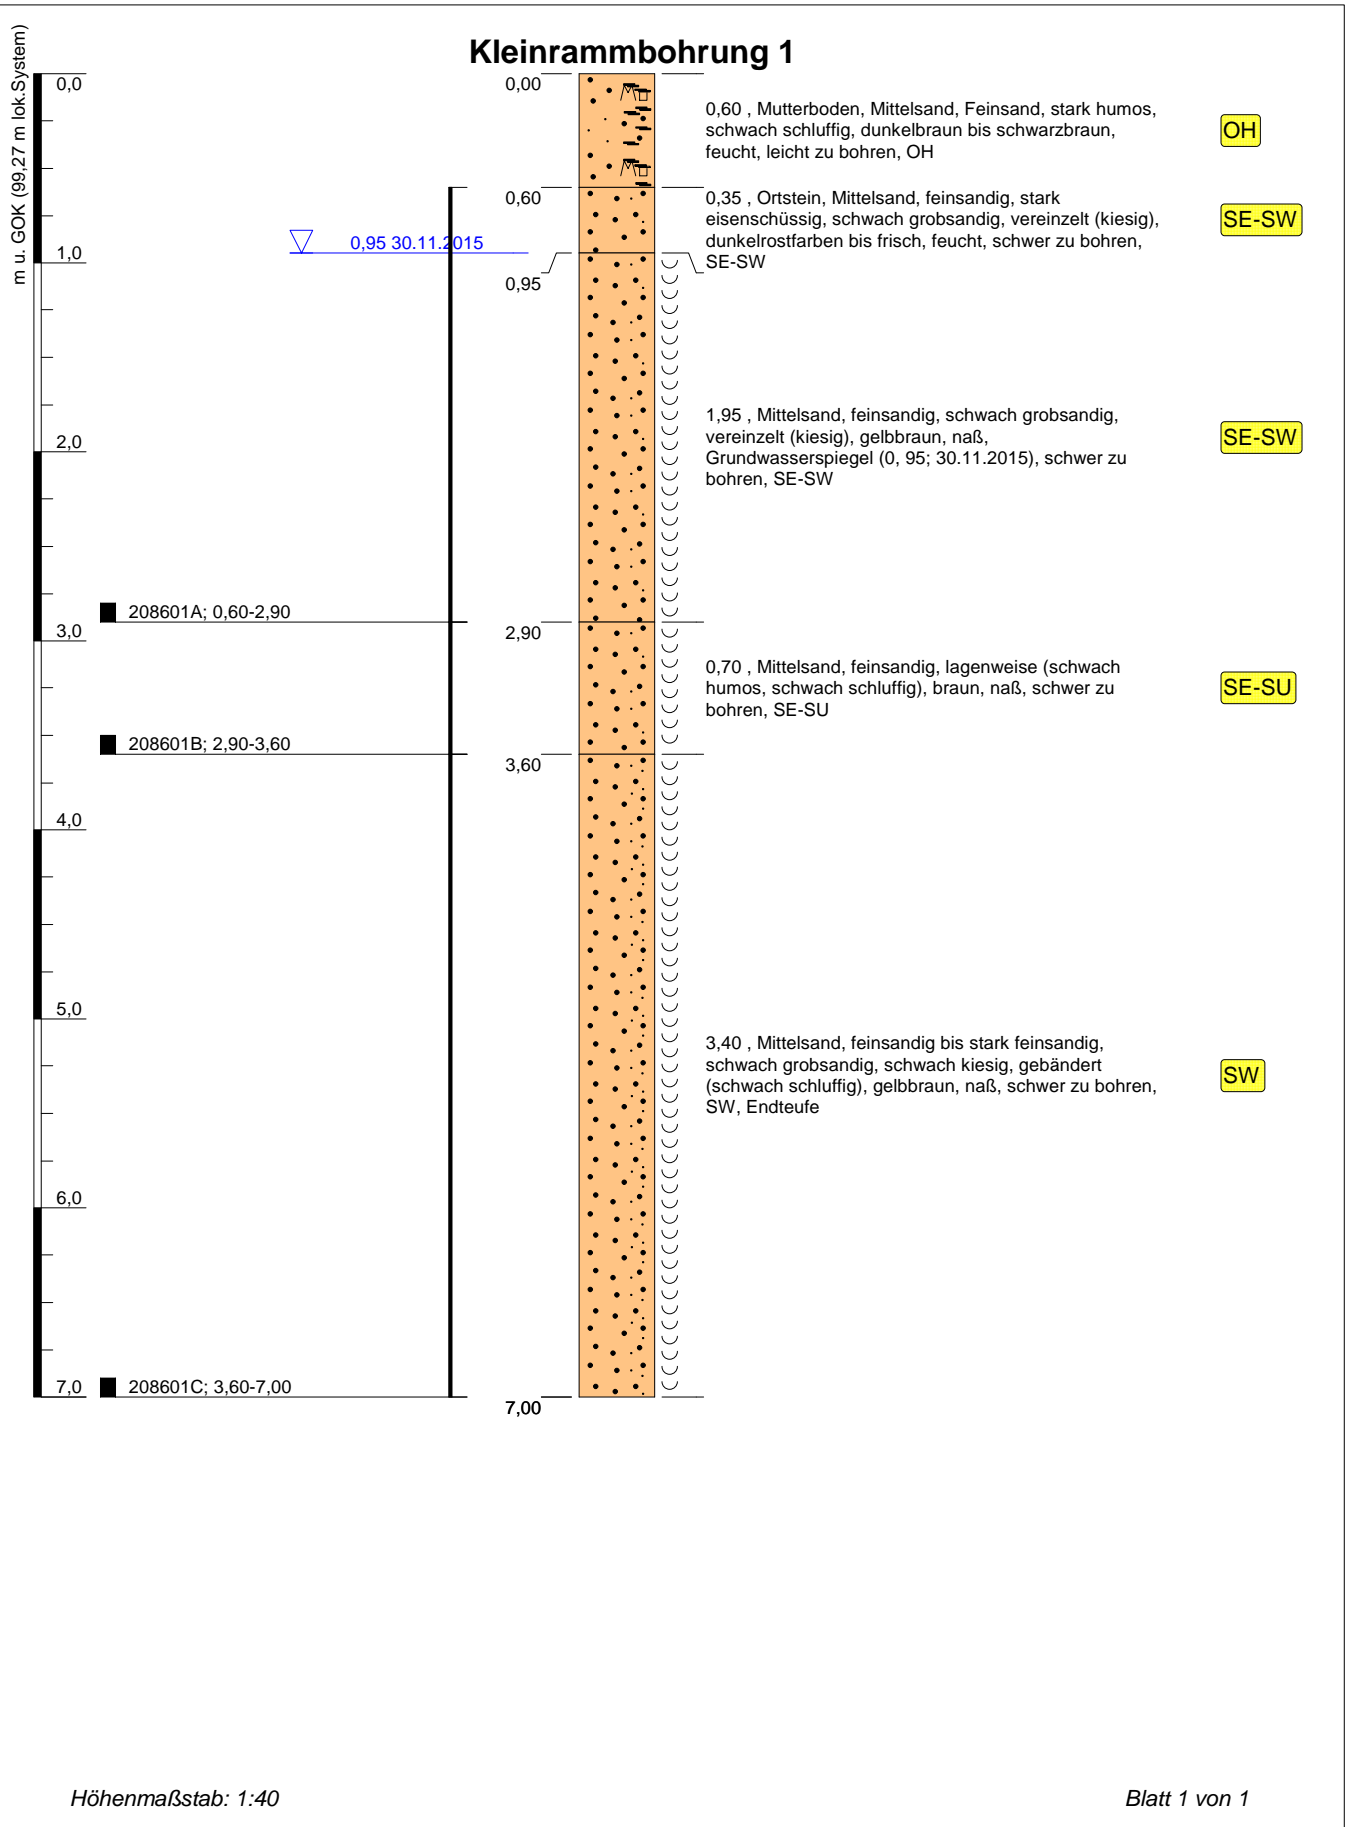 Kleinrammbohrung 1
m u. GOK (99,27 m lok.System)
0,0
0,00
0,60 , Mutterboden, Mittelsand, Feinsand, stark humos,
schwach schluffig, dunkelbraun bis schwarzbraun,
feucht, leicht zu bohren, OH
OH
0,60
0,35 , Ortstein, Mittelsand, feinsandig, stark
eisenschüssig, schwach grobsandig, vereinzelt (kiesig),
dunkelrostfarben bis frisch, feucht, schwer zu bohren,
SE-SW
SE-SW
0,95 30.11.2015
1,0
0,95
1,95 , Mittelsand, feinsandig, schwach grobsandig,
vereinzelt (kiesig), gelbbraun, naß,
Grundwasserspiegel (0, 95; 30.11.2015), schwer zu
bohren, SE-SW
SE-SW
2,0
208601A; 0,60-2,90
3,0
2,90
0,70 , Mittelsand, feinsandig, lagenweise (schwach
humos, schwach schluffig), braun, naß, schwer zu
bohren, SE-SU
SE-SU
208601B; 2,90-3,60
3,60
4,0
5,0
3,40 , Mittelsand, feinsandig bis stark feinsandig,
schwach grobsandig, schwach kiesig, gebändert
(schwach schluffig), gelbbraun, naß, schwer zu bohren,
SW, Endteufe
SW
6,0
7,0
208601C; 3,60-7,00
7,00
Höhenmaßstab: 1:40
Blatt 1 von 1